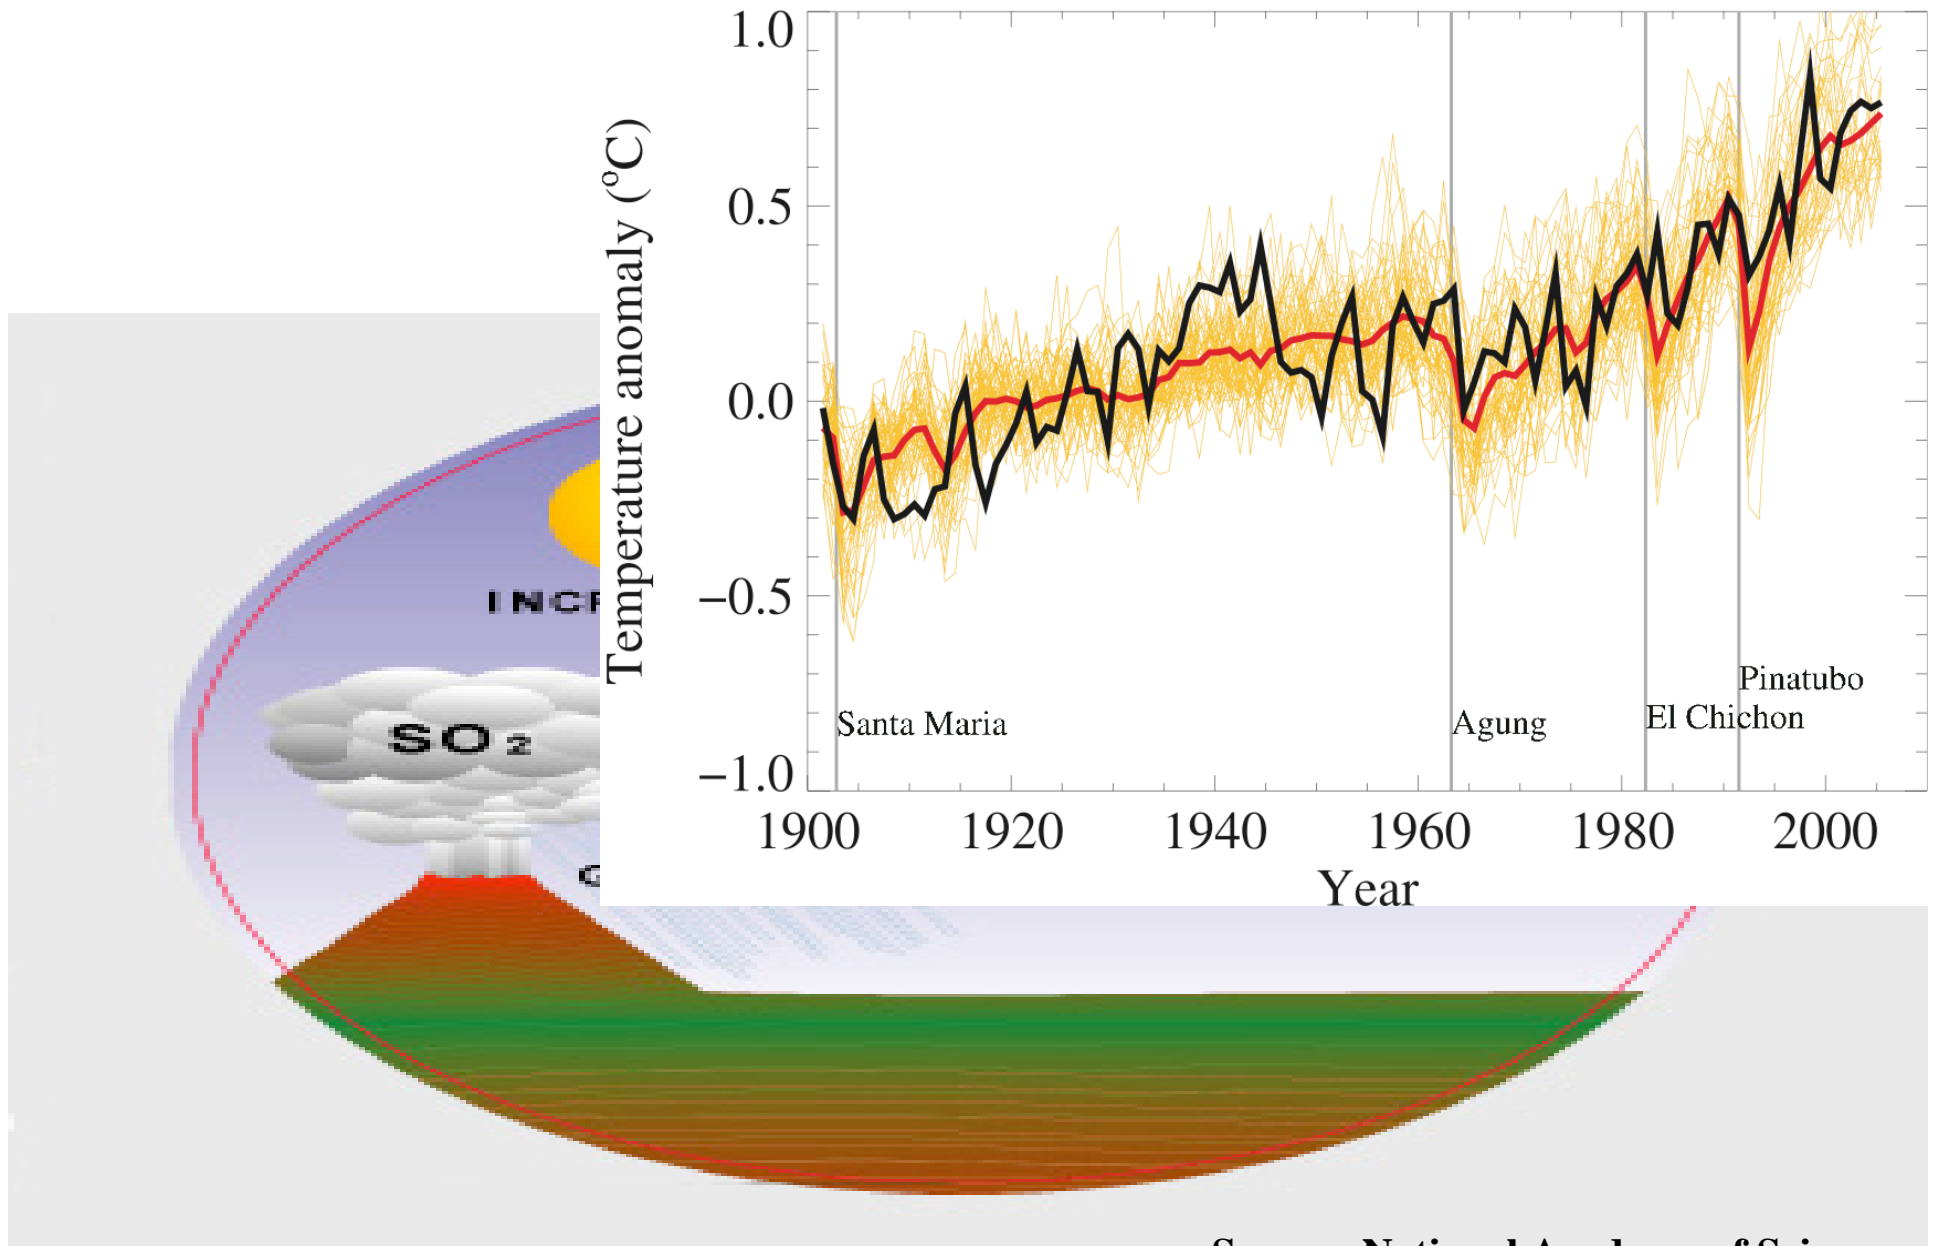 1.0
0.5
0.0
−0.5
−1.0
Temperature anomaly (°C)
Santa Maria
Agung
El Chichon
Pinatubo
1900 1920 1940 1960 1980 2000
Year
SO₂